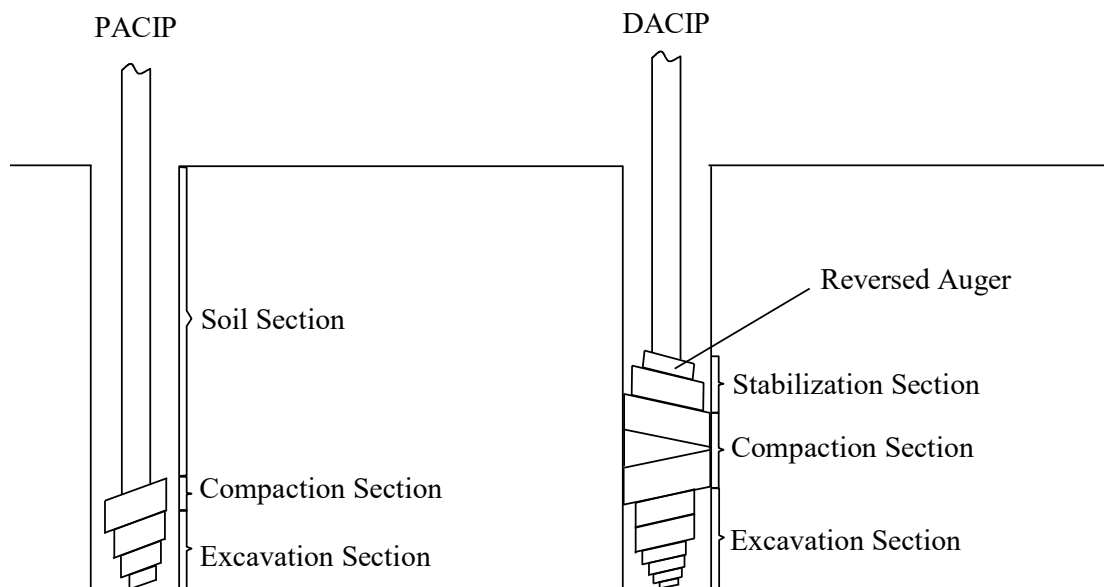 PACIP
DACIP
Reversed Auger
Soil Section
Stabilization Section
Compaction Section
Compaction Section
Excavation Section
Excavation Section